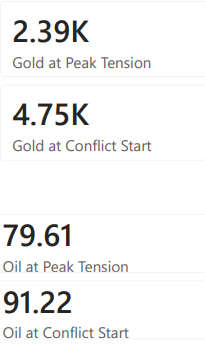 2.39K
Gold at Peak Tension
4.75K
Gold at Conflict Start
79.61
Oil at Peak Tension
91.22
Oil at Conflict Start